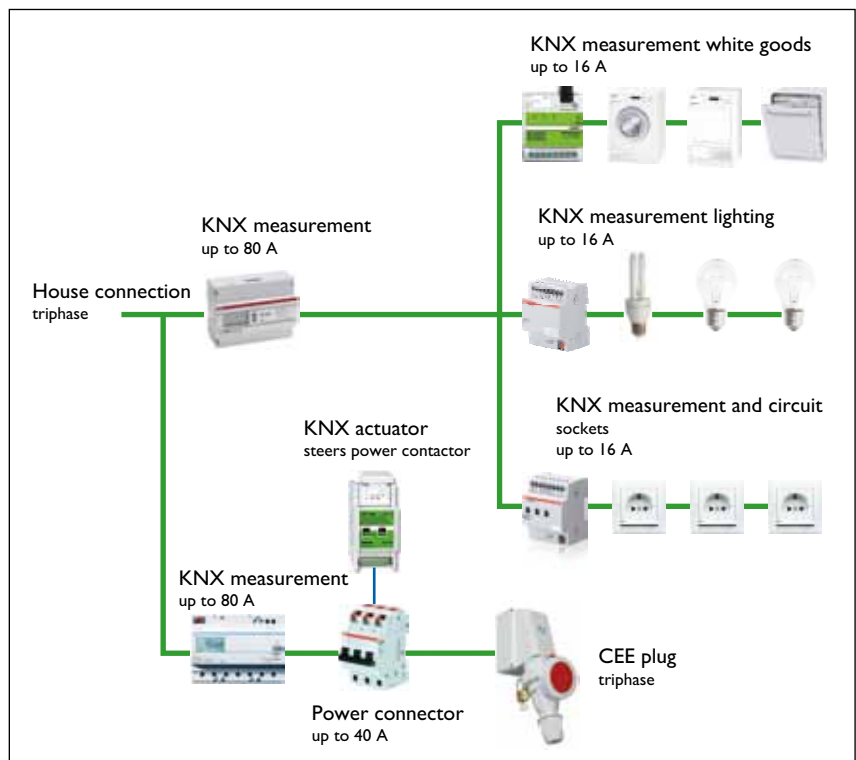 KNX measurement white goods
up to 16 A
KNX measurement lighting
up to 16 A
KNX measurement
up to 80 A
House connection
triphase
KNX measurement and circuit
sockets
up to 16 A
KNX actuator
steers power contactor
KNX measurement
up to 80 A
CEE plug
triphase
Power connector
up to 40 A